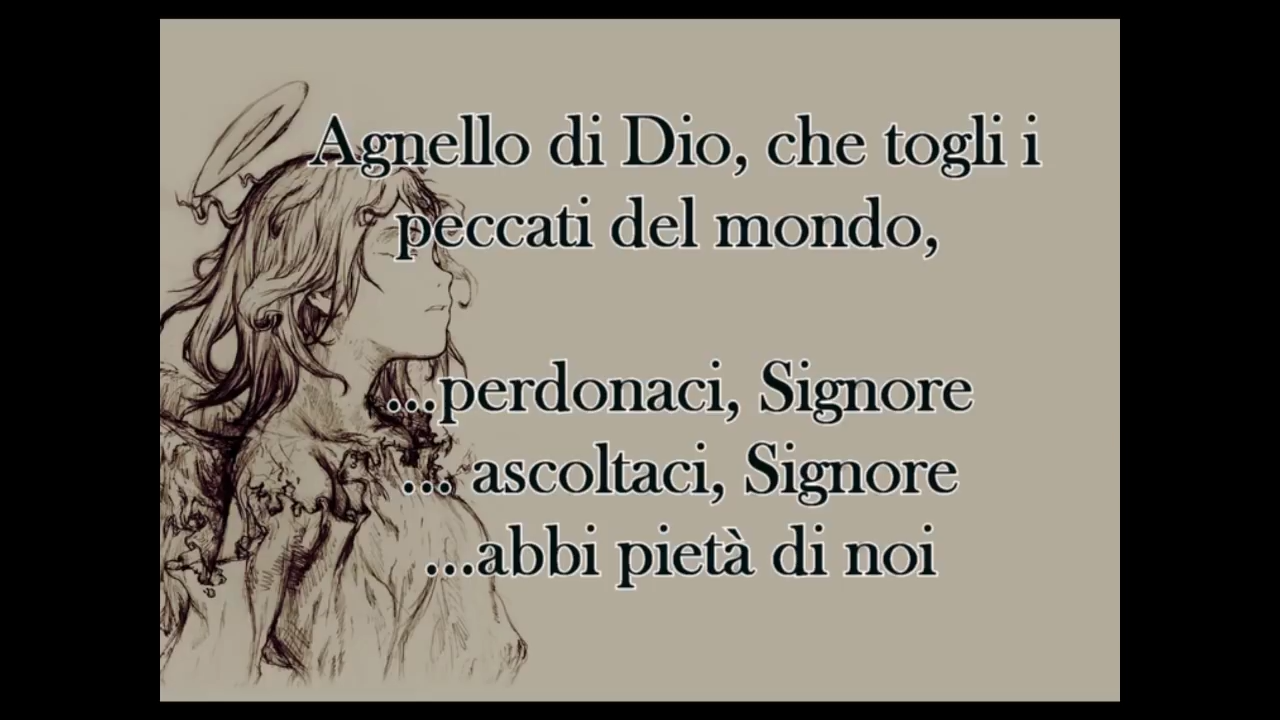 Agnello di Dio, che togli i
peccati del mondo,
...perdonaci, Signore
... ascoltaci, Signore
...abbi pietà di noi